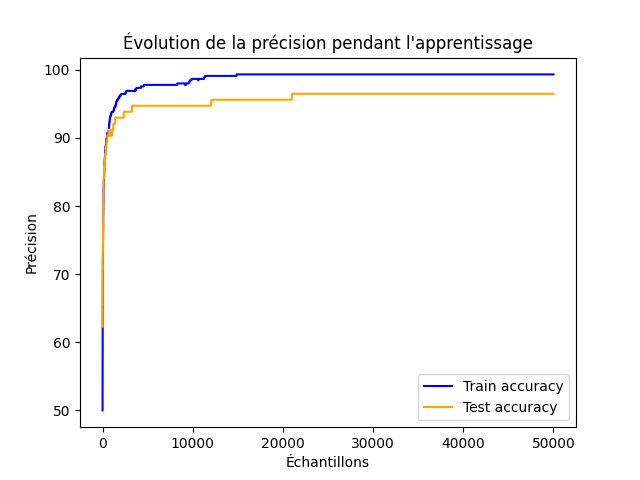 Évolution de la précision pendant l'apprentissage
100
90
80
70
60
50
Précision
0 10000 20000 30000 40000 50000
Échantillons
Train accuracy
Test accuracy